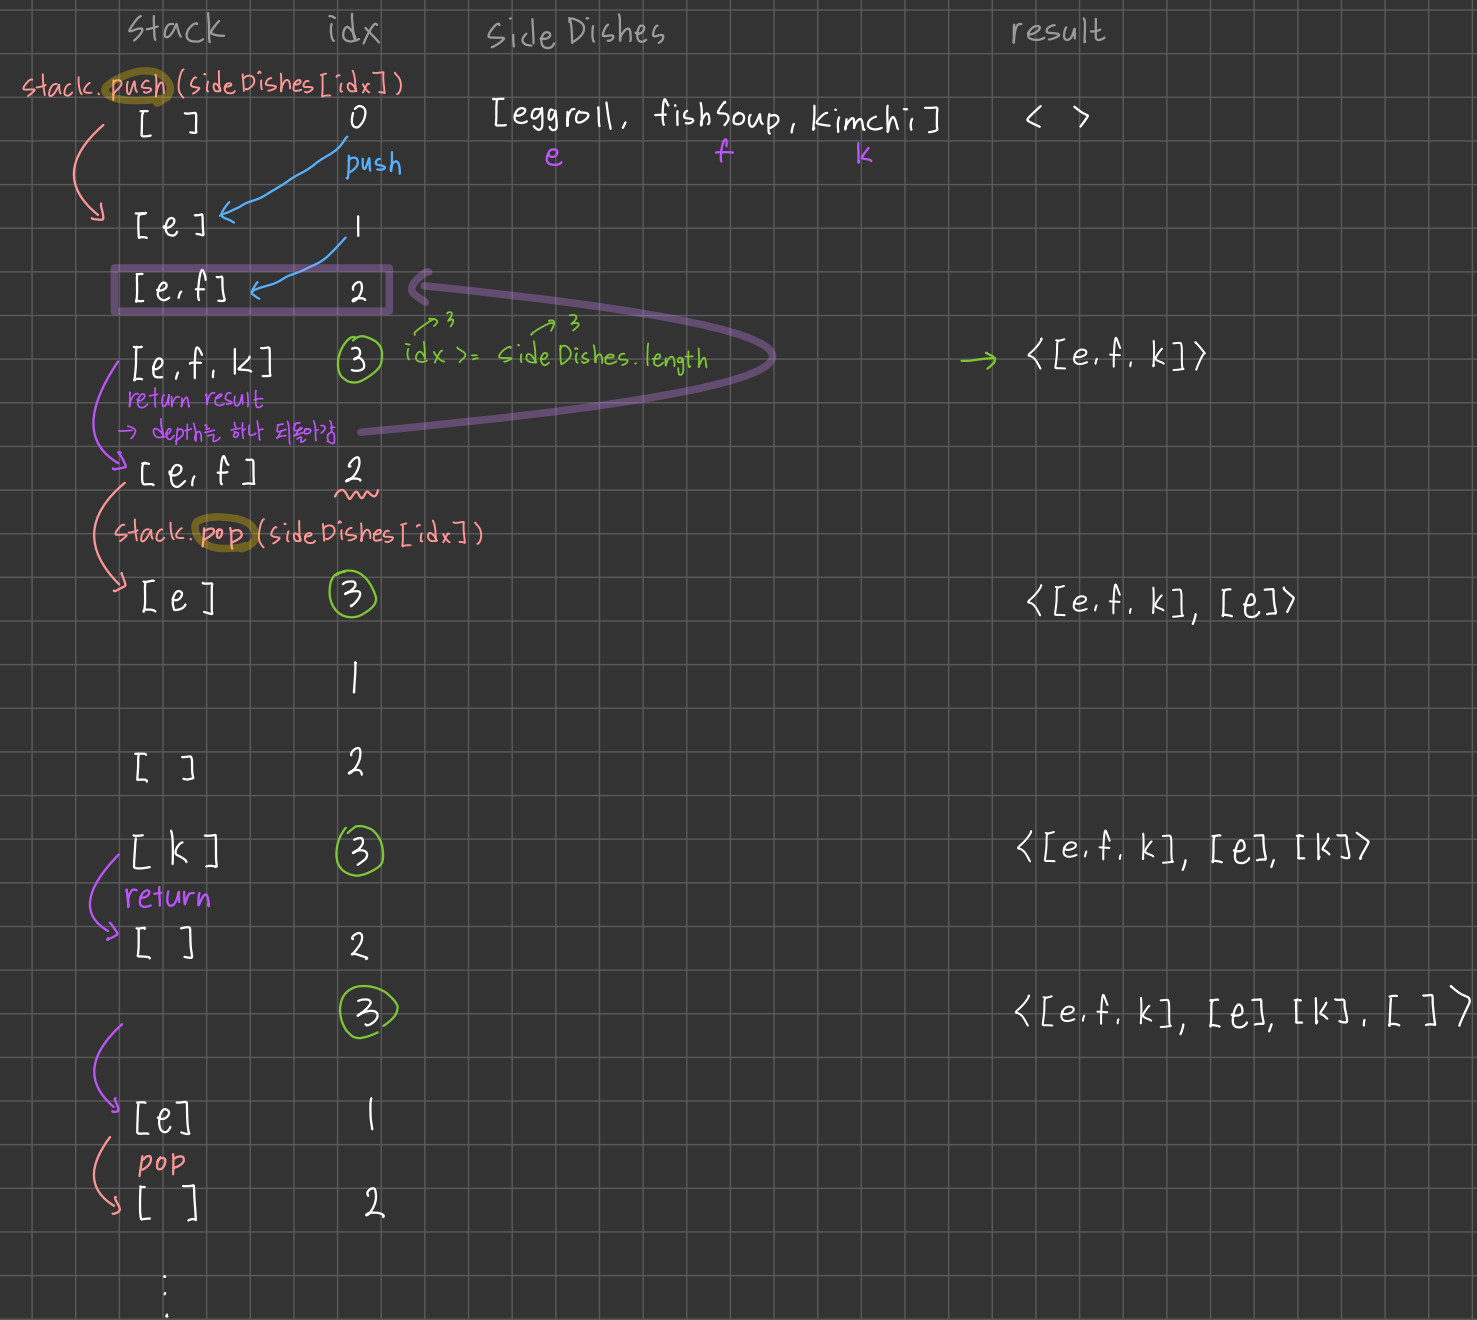 stack idx sideDishes result
stack.push(sideDishes[idx])
[ ] 0 [eggroll, fishSoup, kimchi] < >
push e f k
[e] 1
[e,f] 2
3 3
[e,f,k] 3 idx >= sideDishes.length → <[e,f,k]>
return result
→ depth는 하나 되돌아감
[e,f] 2
stack.pop(sideDishes[idx])
[e] 3 <[e,f,k], [e]>
1
[ ] 2
[k] 3 <[e,f,k], [e], [k]>
return
[ ] 2
3 <[e,f,k], [e], [k], [ ]>
[e] 1
pop
[ ] 2
⋮